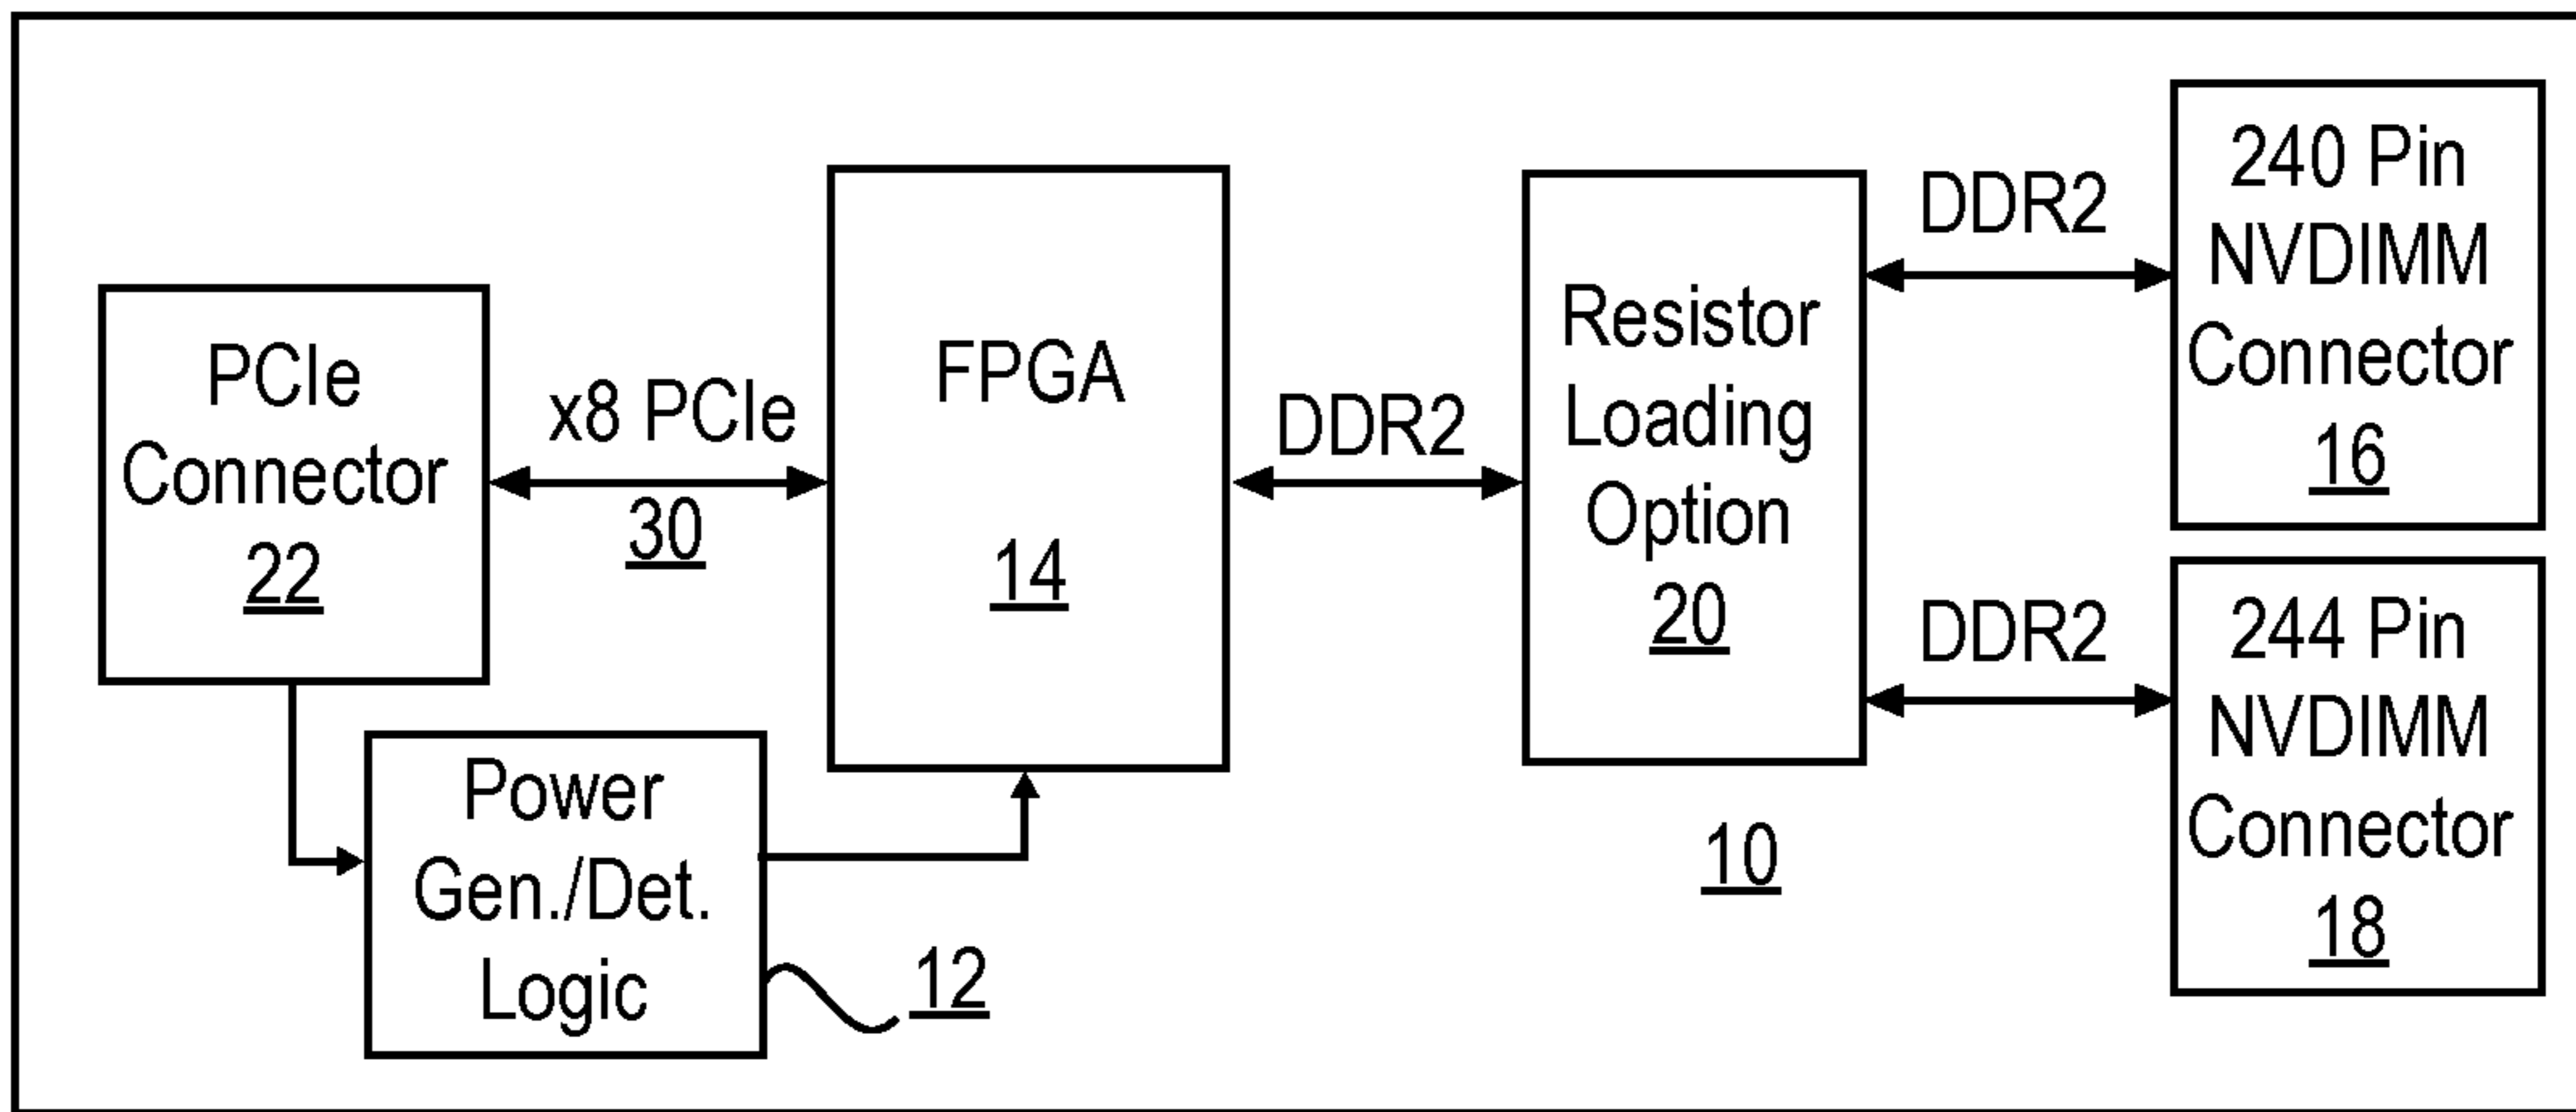 PCIe
Connector
22
x8 PCIe
30
FPGA
14
DDR2
Resistor
Loading
Option
20
DDR2
240 Pin
NVDIMM
Connector
16
DDR2
244 Pin
NVDIMM
Connector
18
Power
Gen./Det.
Logic
12
10